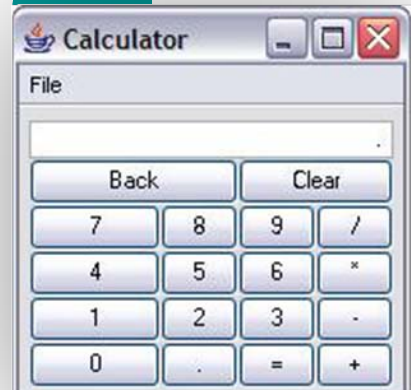 Calculator
File
.
Back Clear
7 8 9 /
4 5 6 *
1 2 3 -
0 . = +